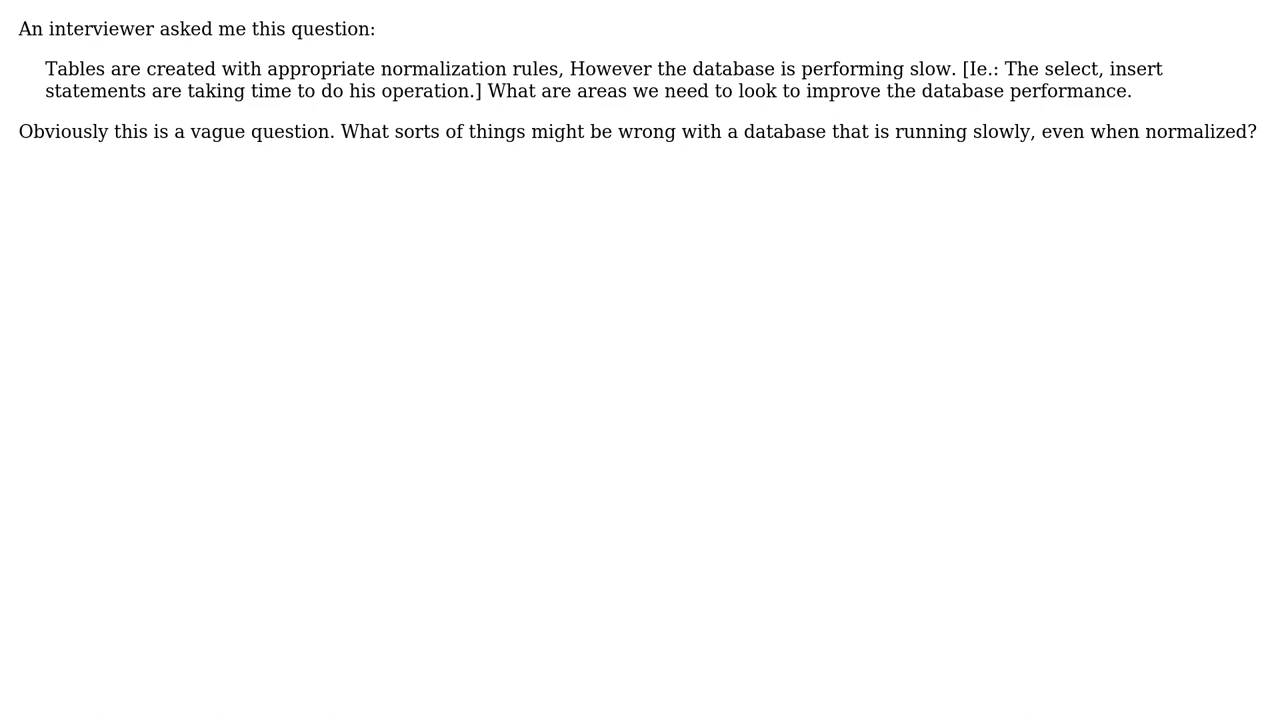 An interviewer asked me this question:
Tables are created with appropriate normalization rules, However the database is performing slow. [Ie.: The select, insert
statements are taking time to do his operation.] What are areas we need to look to improve the database performance.
Obviously this is a vague question. What sorts of things might be wrong with a database that is running slowly, even when normalized?